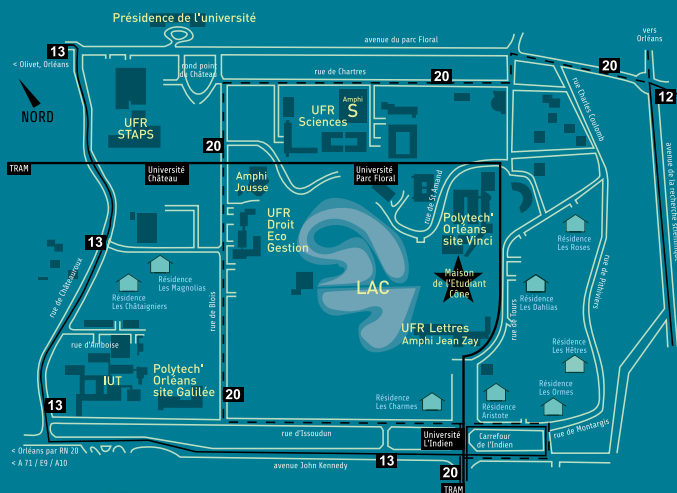 Présidence de l'université
avenue du parc Floral
vers
Orléans
13
< Olivet, Orléans
rond point
du Château
rue de Chartres
20
20
12
NORD
UFR
STAPS
UFR
Sciences
Amphi
S
rue Charles Coulomb
20
avenue de la recherche scientifique
TRAM
Université
Château
Université
Parc Floral
Amphi
Jousse
rue de St Amand
UFR
Droit
Eco
Gestion
Polytech'
Orléans
site Vinci
Résidence
Les Roses
13
rue de Châteauroux
Résidence
Les Magnolias
Résidence
Les Châtaigniers
rue de Blois
LAC
Maison
de l'Etudiant
Cône
Résidence
Les Dahlias
rue de Pithiviers
rue de Tours
UFR Lettres
Amphi Jean Zay
rue d'Amboise
Résidence
Les Hêtres
IUT
Polytech'
Orléans
site Galilée
20
Résidence
Les Charmes
Résidence
Aristote
Résidence
Les Ormes
13
rue d'Issoudun
Université
L'Indien
Carrefour
de l'Indien
rue de Montargis
< Orléans par RN 20
< A 71 / E9 / A10
avenue John Kennedy
13
20
TRAM